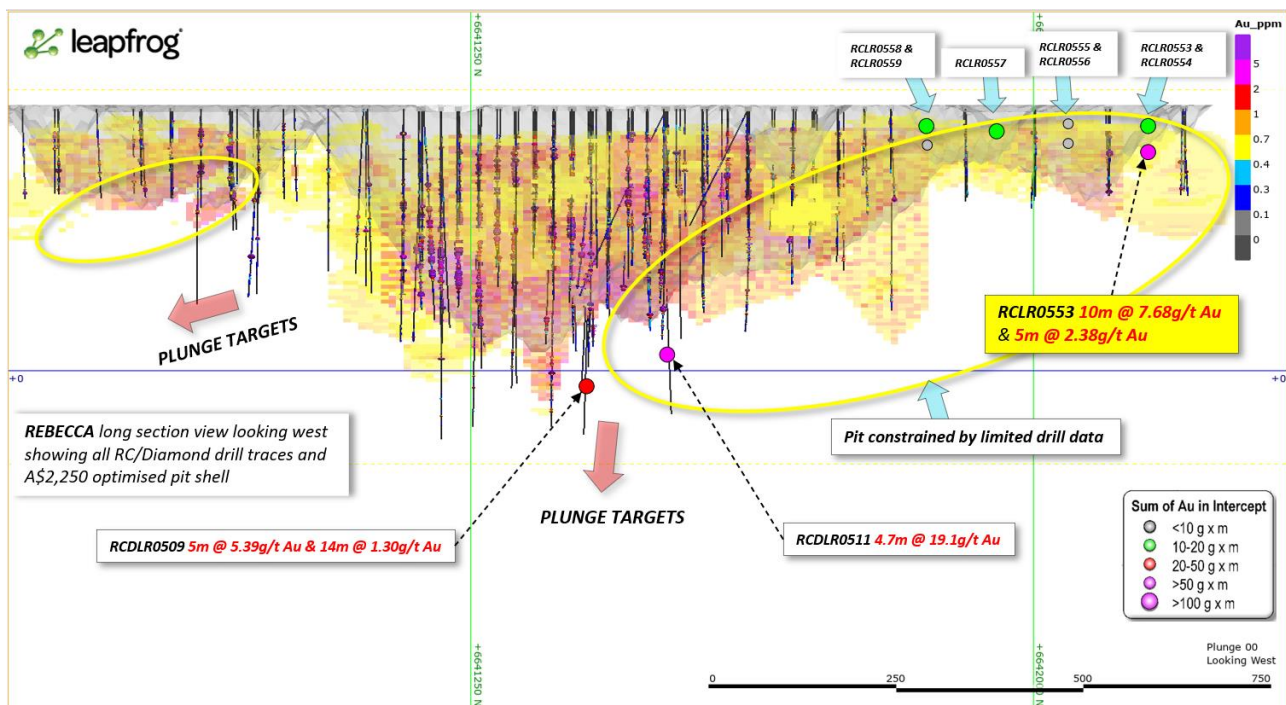 leapfrog
+6641250 N
Au_ppm
5
2
1
0.7
0.4
0.3
0.1
0
RCLR0558 &
RCLR0559
RCLR0557
RCLR0555 &
RCLR0556
RCLR0553 &
RCLR0554
PLUNGE TARGETS
RCLR0553 10m @ 7.68g/t Au
& 5m @ 2.38g/t Au
+0
+0
REBECCA long section view looking west
showing all RC/Diamond drill traces and
A$2,250 optimised pit shell
Pit constrained by limited drill data
PLUNGE TARGETS
RCDLR0509 5m @ 5.39g/t Au & 14m @ 1.30g/t Au
RCDLR0511 4.7m @ 19.1g/t Au
Sum of Au in Intercept
<10 g x m
10-20 g x m
20-50 g x m
>50 g x m
>100 g x m
+6641250 N
+6642000 N
Plunge 00
Looking West
0
250
500
750